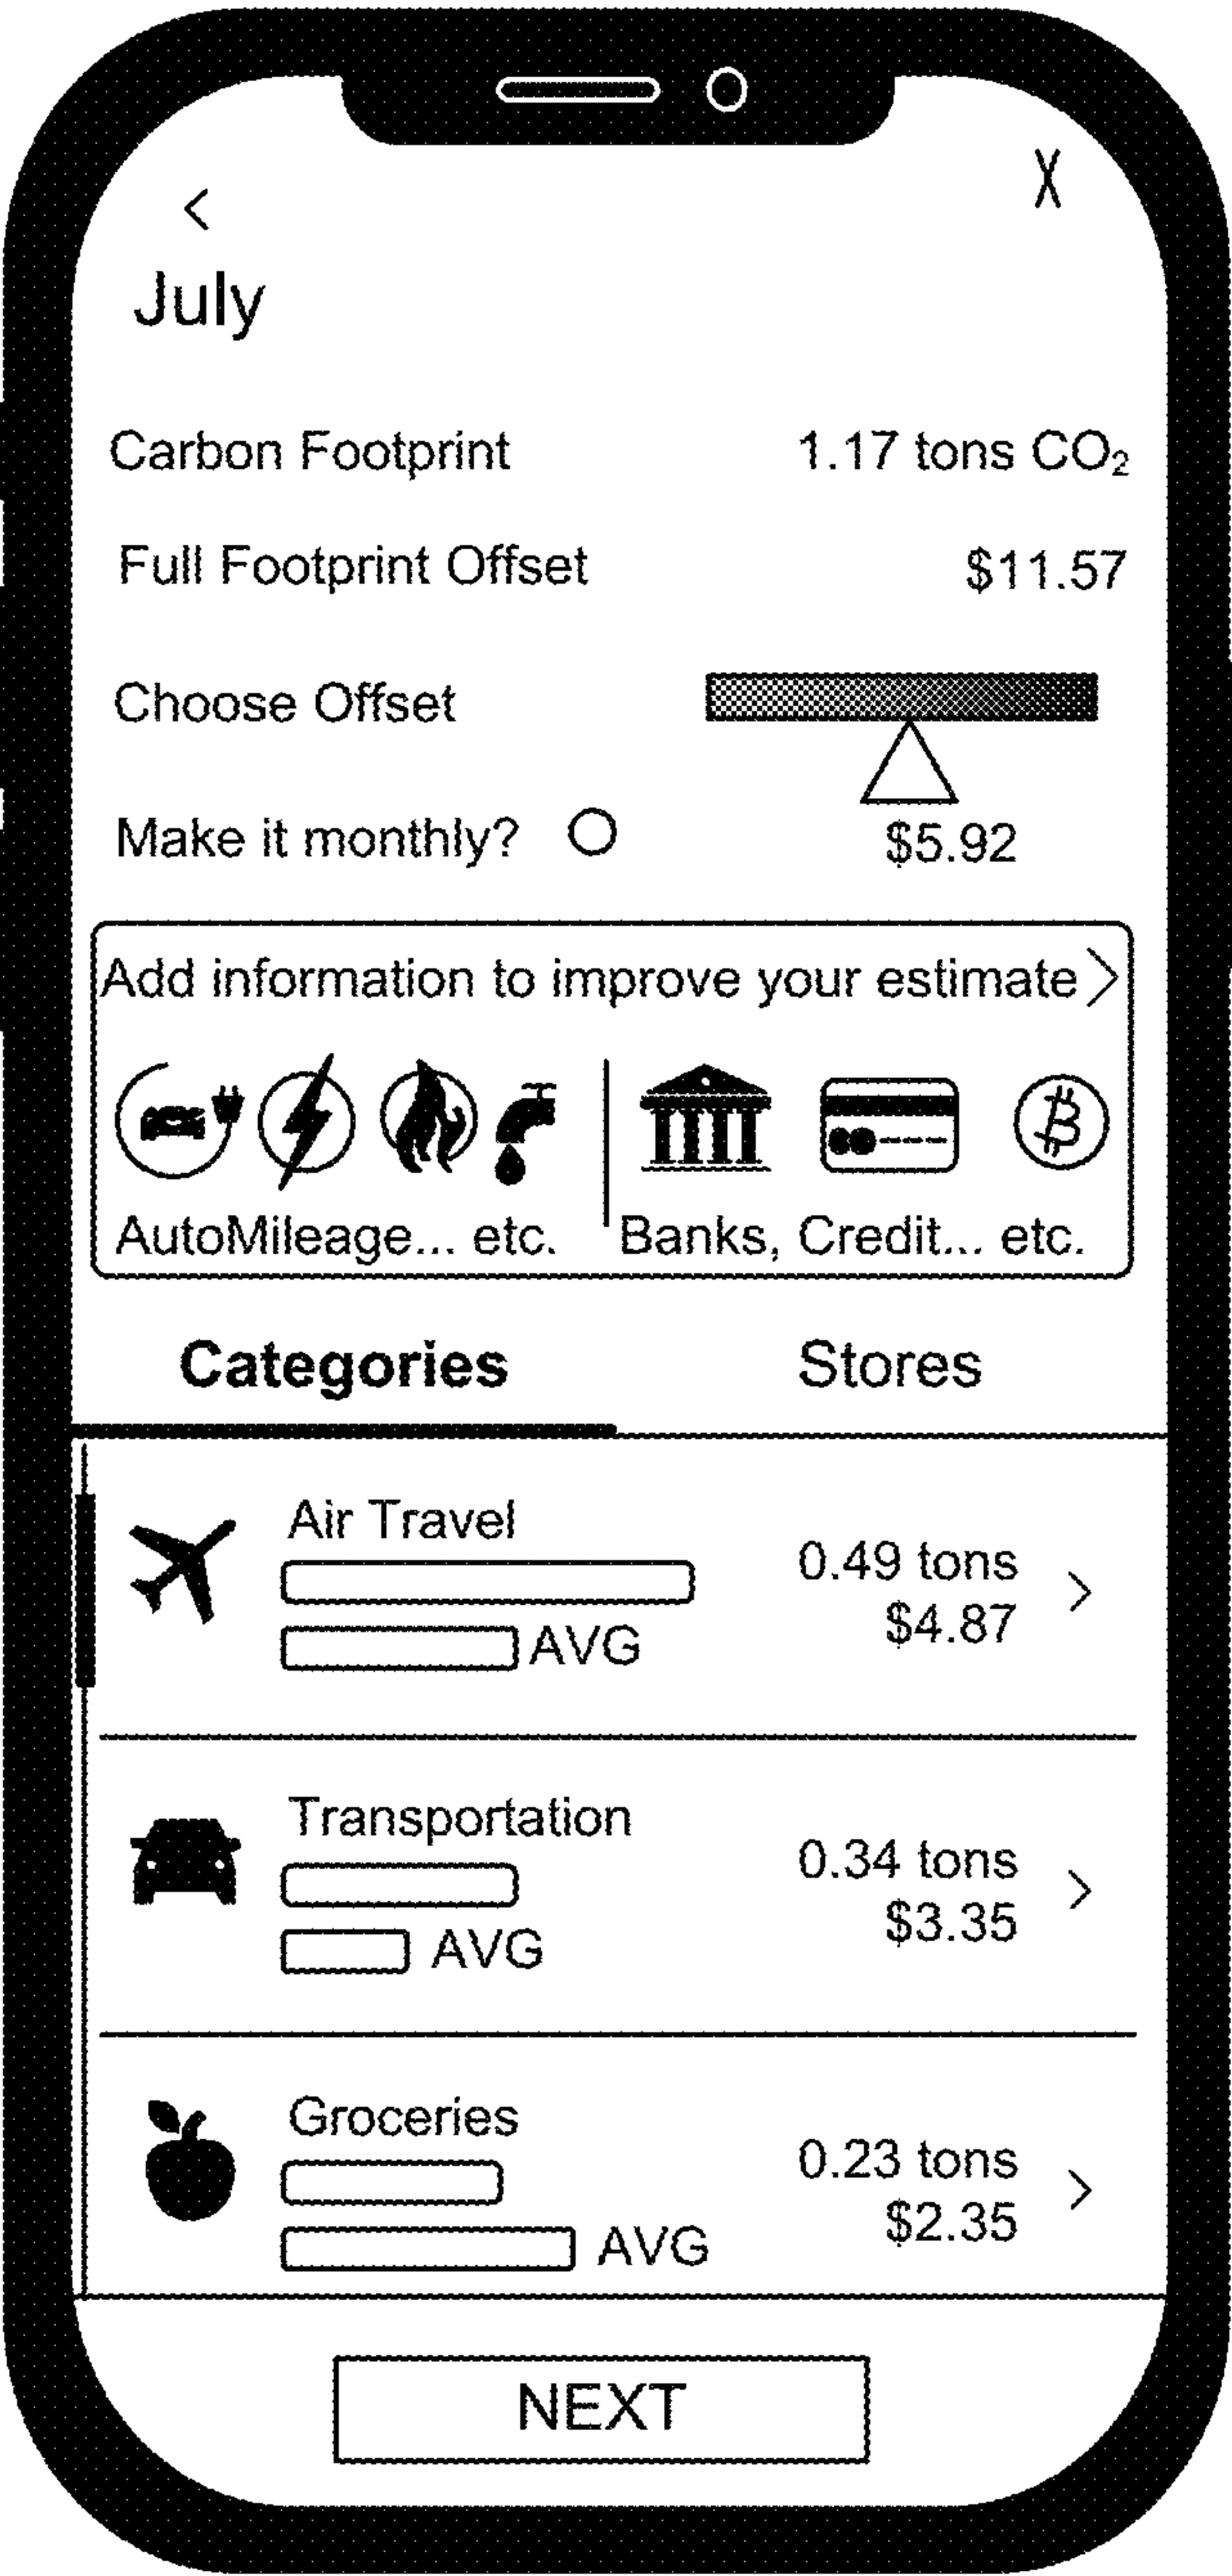 <
X
July
Carbon Footprint 1.17 tons CO₂
Full Footprint Offset $11.57
Choose Offset
Make it monthly? $5.92
Add information to improve your estimate >
AutoMileage... etc. Banks, Credit... etc.
Categories Stores
Air Travel
0.49 tons >
$4.87
AVG
Transportation
0.34 tons >
$3.35
AVG
Groceries
0.23 tons >
$2.35
AVG
NEXT